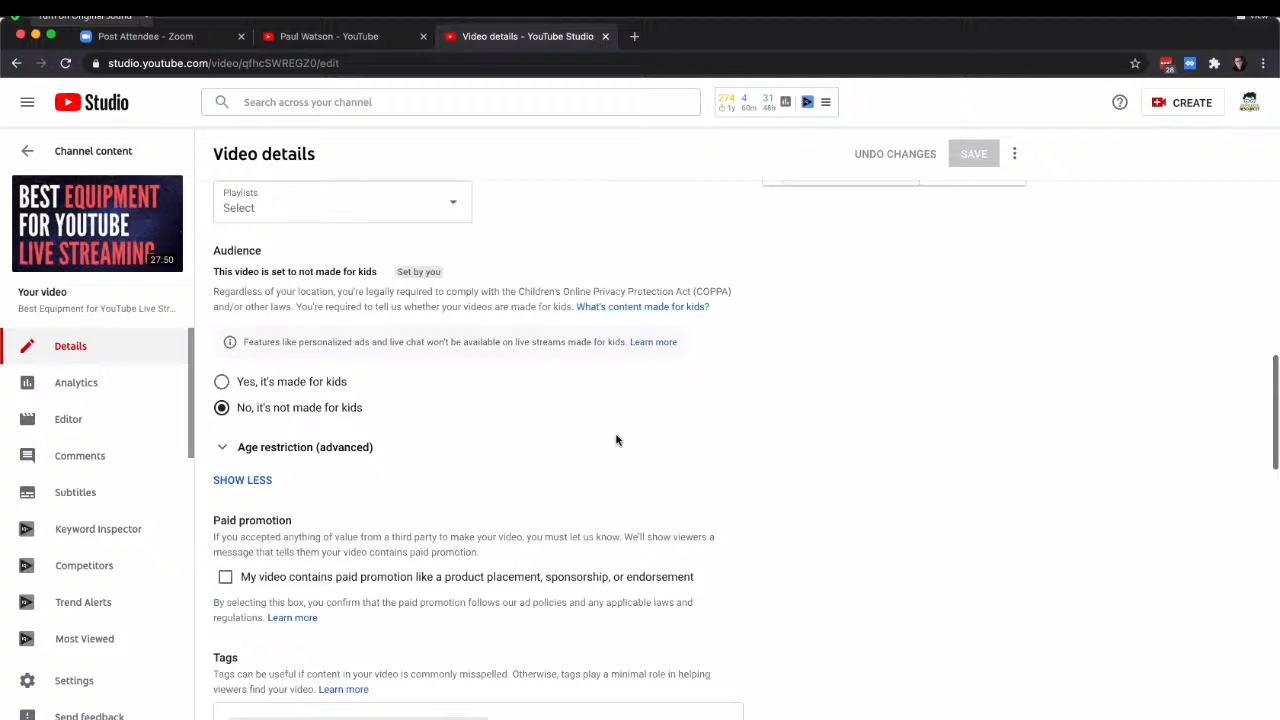 Turn on Original Sound
View
Post Attendee - Zoom
Paul Watson - YouTube
Video details - YouTube Studio
studio.youtube.com/video/qfhcSWREGZ0/edit
28
Studio
Search across your channel
274 4 31
1y 60m 48h
CREATE
Channel content
Video details
UNDO CHANGES
SAVE
BEST EQUIPMENT
FOR YOUTUBE
LIVE STREAMING
27:50
Your video
Best Equipment for YouTube Live Str...
Details
Analytics
Editor
Comments
Subtitles
Keyword Inspector
Competitors
Trend Alerts
Most Viewed
Settings
Send feedback
Playlists
Select
Audience
This video is set to not made for kids Set by you
Regardless of your location, you're legally required to comply with the Children's Online Privacy Protection Act (COPPA)
and/or other laws. You're required to tell us whether your videos are made for kids. What's content made for kids?
Features like personalized ads and live chat won't be available on live streams made for kids. Learn more
Yes, it's made for kids
No, it's not made for kids
Age restriction (advanced)
SHOW LESS
Paid promotion
If you accepted anything of value from a third party to make your video, you must let us know. We'll show viewers a
message that tells them your video contains paid promotion.
My video contains paid promotion like a product placement, sponsorship, or endorsement
By selecting this box, you confirm that the paid promotion follows our ad policies and any applicable laws and
regulations. Learn more
Tags
Tags can be useful if content in your video is commonly misspelled. Otherwise, tags play a minimal role in helping
viewers find your video. Learn more